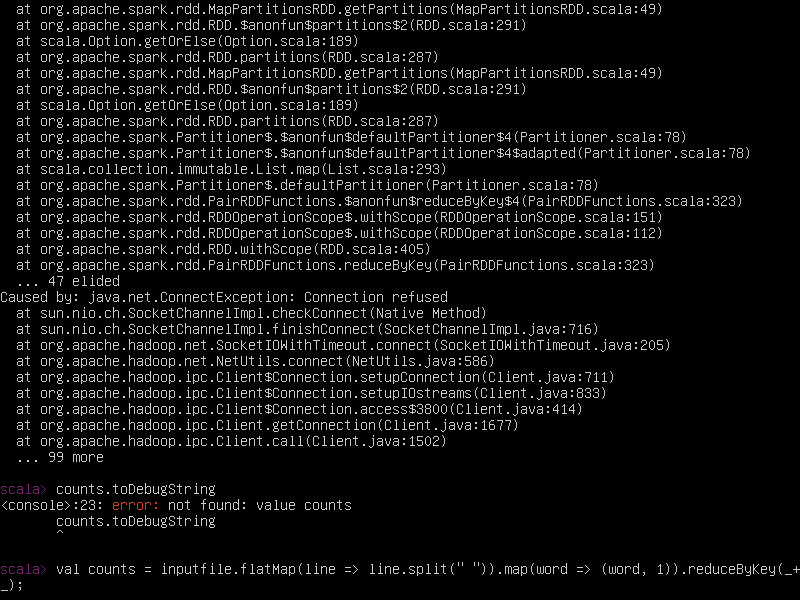 at org.apache.spark.rdd.MapPartitionsRDD.getPartitions(MapPartitionsRDD.scala:49)
  at org.apache.spark.rdd.RDD.$anonfun$partitions$2(RDD.scala:291)
  at scala.Option.getOrElse(Option.scala:189)
  at org.apache.spark.rdd.RDD.partitions(RDD.scala:287)
  at org.apache.spark.rdd.MapPartitionsRDD.getPartitions(MapPartitionsRDD.scala:49)
  at org.apache.spark.rdd.RDD.$anonfun$partitions$2(RDD.scala:291)
  at scala.Option.getOrElse(Option.scala:189)
  at org.apache.spark.rdd.RDD.partitions(RDD.scala:287)
  at org.apache.spark.Partitioner$.$anonfun$defaultPartitioner$4(Partitioner.scala:78)
  at org.apache.spark.Partitioner$.$anonfun$defaultPartitioner$4$adapted(Partitioner.scala:78)
  at scala.collection.immutable.List.map(List.scala:293)
  at org.apache.spark.Partitioner$.defaultPartitioner(Partitioner.scala:78)
  at org.apache.spark.rdd.PairRDDFunctions.$anonfun$reduceByKey$4(PairRDDFunctions.scala:323)
  at org.apache.spark.rdd.RDDOperationScope$.withScope(RDDOperationScope.scala:151)
  at org.apache.spark.rdd.RDDOperationScope$.withScope(RDDOperationScope.scala:112)
  at org.apache.spark.rdd.RDD.withScope(RDD.scala:405)
  at org.apache.spark.rdd.PairRDDFunctions.reduceByKey(PairRDDFunctions.scala:323)
  ... 47 elided
Caused by: java.net.ConnectException: Connection refused
  at sun.nio.ch.SocketChannelImpl.checkConnect(Native Method)
  at sun.nio.ch.SocketChannelImpl.finishConnect(SocketChannelImpl.java:716)
  at org.apache.hadoop.net.SocketIOWithTimeout.connect(SocketIOWithTimeout.java:205)
  at org.apache.hadoop.net.NetUtils.connect(NetUtils.java:586)
  at org.apache.hadoop.ipc.Client$Connection.setupConnection(Client.java:711)
  at org.apache.hadoop.ipc.Client$Connection.setupIOstreams(Client.java:833)
  at org.apache.hadoop.ipc.Client$Connection.access$3800(Client.java:414)
  at org.apache.hadoop.ipc.Client.getConnection(Client.java:1677)
  at org.apache.hadoop.ipc.Client.call(Client.java:1502)
  ... 99 more
scala> counts.toDebugString
<console>:23: error: not found: value counts
       counts.toDebugString
       ^
scala> val counts = inputfile.flatMap(line => line.split(" ")).map(word => (word, 1)).reduceByKey(_+
_);